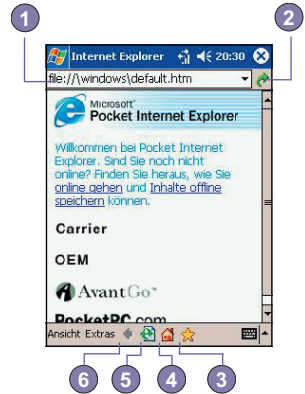 1
2
Internet Explorer 20:30
file://\windows\default.htm
Microsoft®
Pocket Internet Explorer
Willkommen bei Pocket Internet
Explorer. Sind Sie noch nicht
online? Finden Sie heraus, wie Sie
online gehen und Inhalte offline
speichern können.
Carrier
OEM
AvantGo™
PocketPC.com
Ansicht Extras
6
5
4
3